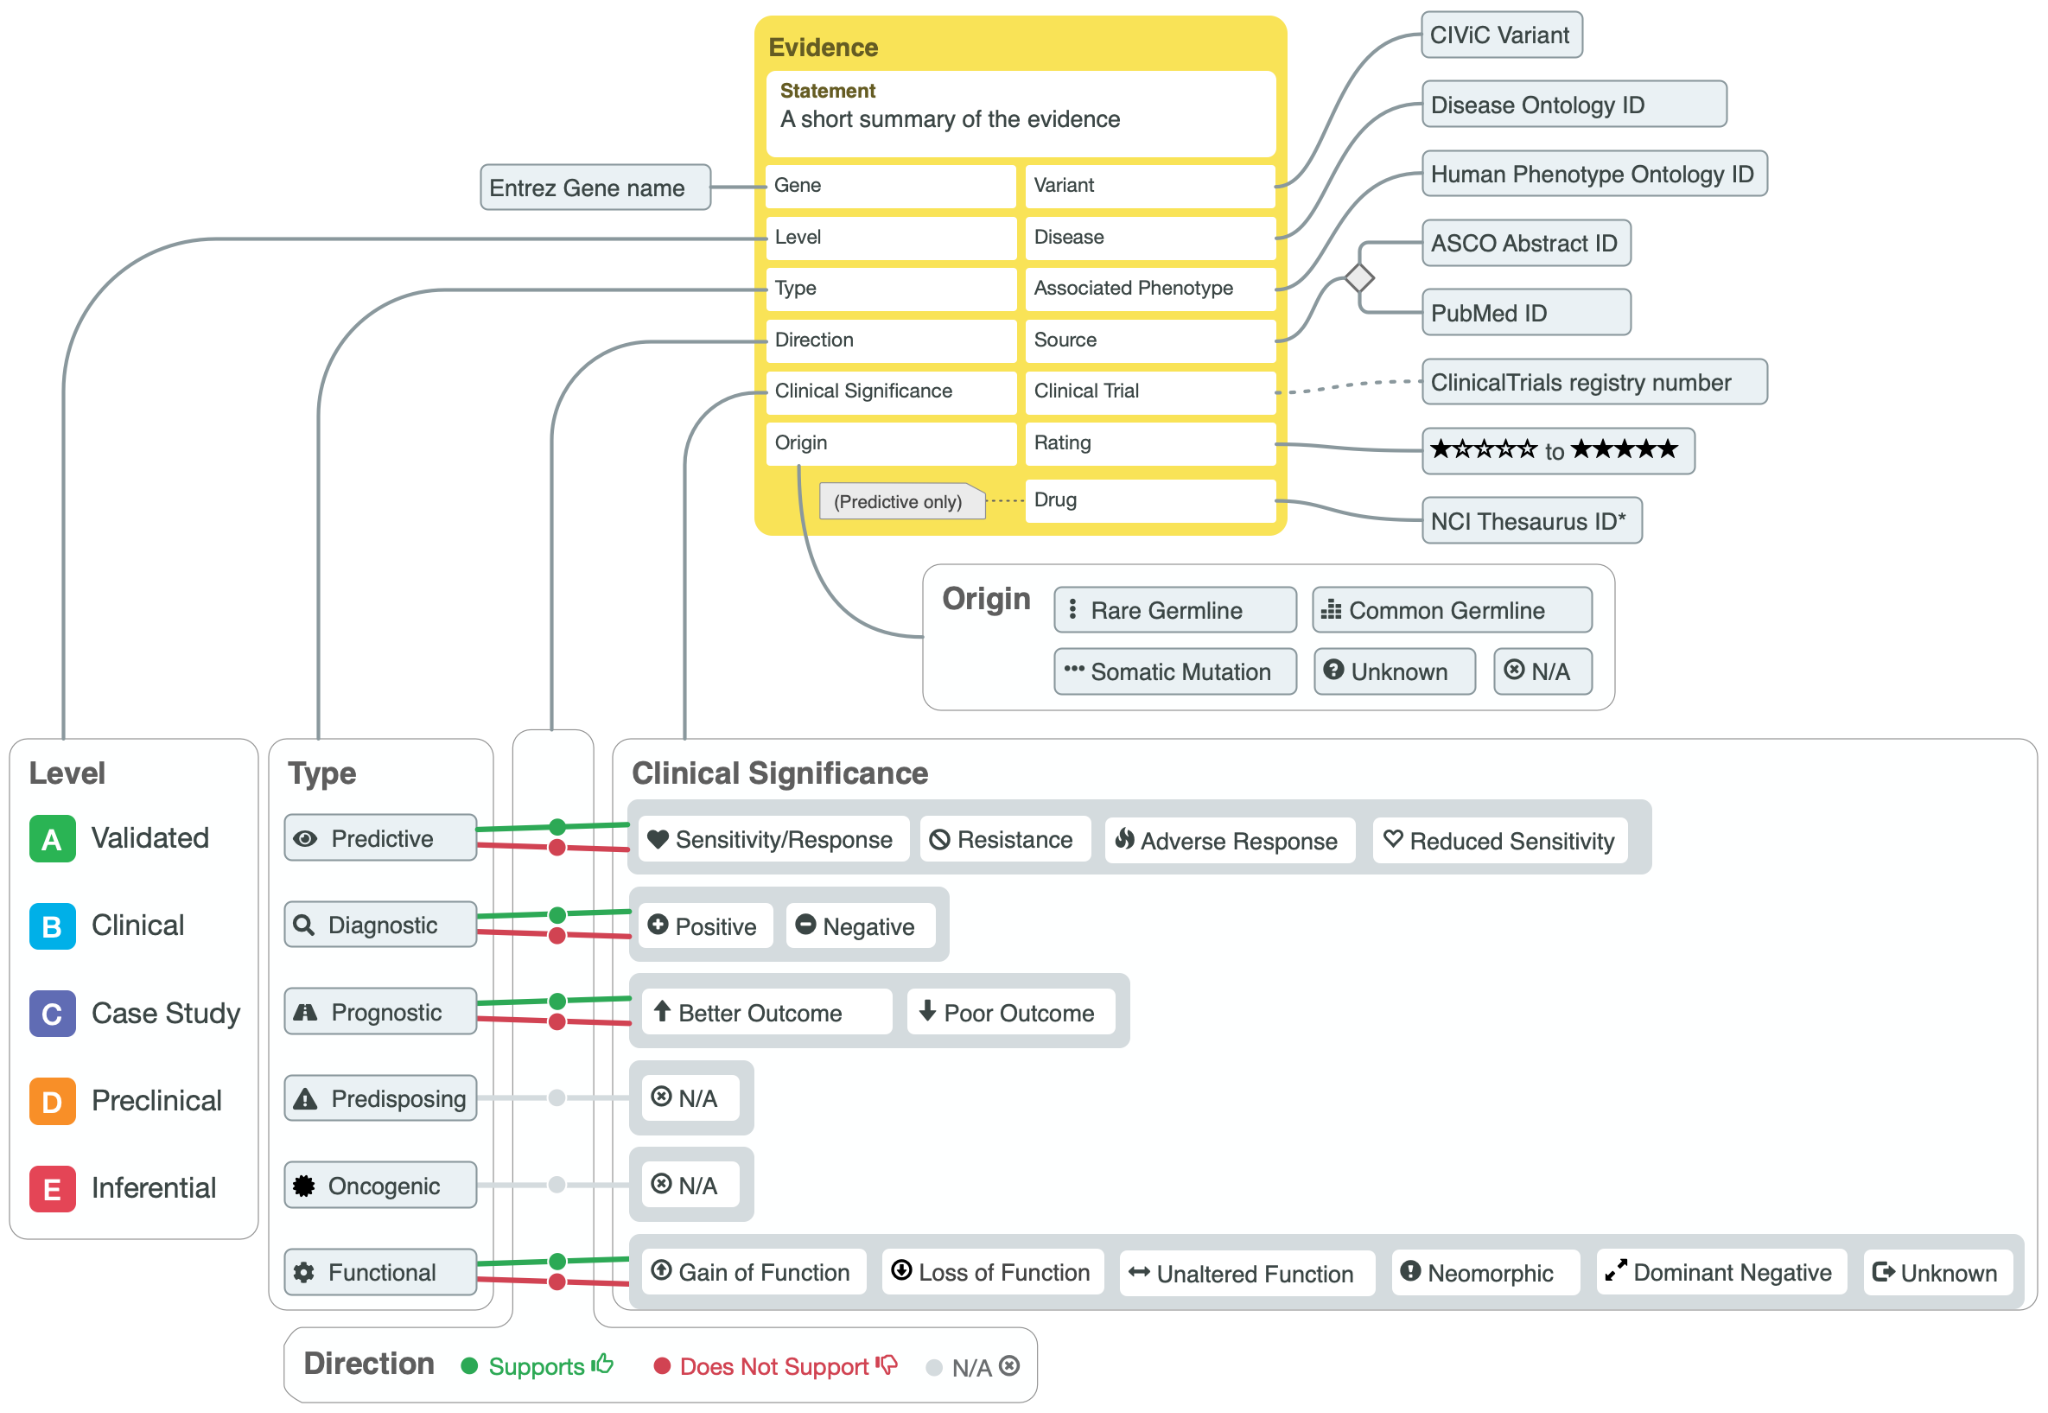 Evidence
Statement
A short summary of the evidence
Entrez Gene name
Gene
Variant
CIViC Variant
Level
Disease
Disease Ontology ID
Type
Associated Phenotype
Human Phenotype Ontology ID
Direction
Source
ASCO Abstract ID
PubMed ID
Clinical Significance
Clinical Trial
ClinicalTrials registry number
Origin
Rating
★☆☆☆☆ to ★★★★★
(Predictive only)
Drug
NCI Thesaurus ID*
Origin
Rare Germline
Common Germline
Somatic Mutation
Unknown
N/A
Level
A Validated
B Clinical
C Case Study
D Preclinical
E Inferential
Type
Clinical Significance
Predictive
Sensitivity/Response
Resistance
Adverse Response
Reduced Sensitivity
Diagnostic
Positive
Negative
Prognostic
Better Outcome
Poor Outcome
Predisposing
N/A
Oncogenic
N/A
Functional
Gain of Function
Loss of Function
Unaltered Function
Neomorphic
Dominant Negative
Unknown
Direction
Supports
Does Not Support
N/A